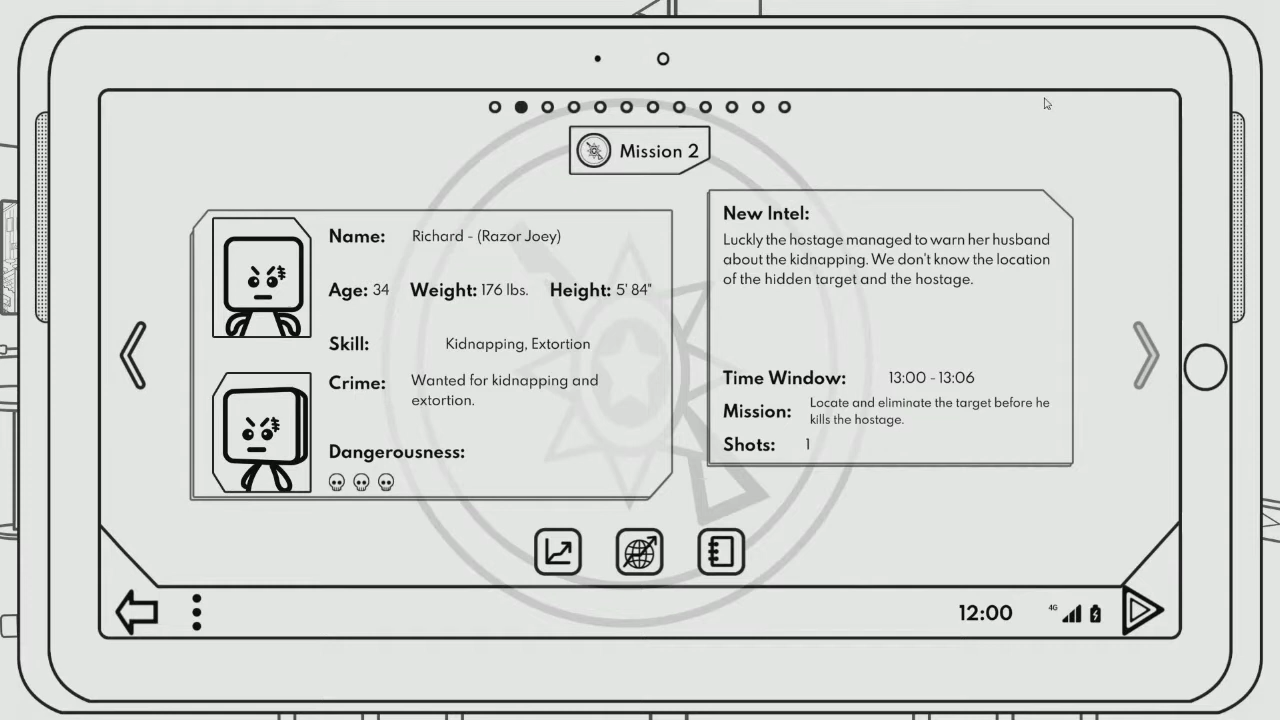 Mission 2
Name: Richard - (Razor Joey)
Age: 34 Weight: 176 lbs. Height: 5' 84"
Skill: Kidnapping, Extortion
Crime: Wanted for kidnapping and
extortion.
Dangerousness:
New Intel:
Luckly the hostage managed to warn her husband
about the kidnapping. We don't know the location
of the hidden target and the hostage.
Time Window: 13:00 - 13:06
Mission: Locate and eliminate the target before he
kills the hostage.
Shots: 1
12:00 4G